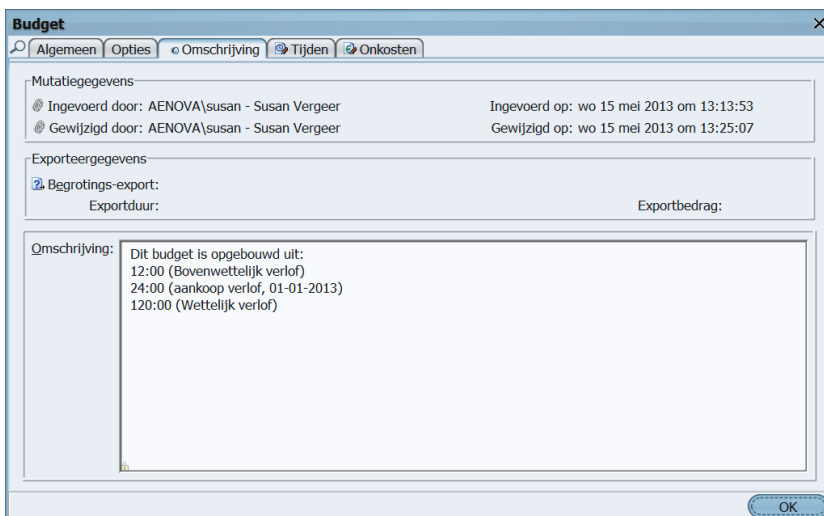 Budget
Algemeen Opties Omschrijving Tijden Onkosten
Mutatiegegevens
Ingevoerd door: AENOVA\susan - Susan Vergeer Ingevoerd op: wo 15 mei 2013 om 13:13:53
Gewijzigd door: AENOVA\susan - Susan Vergeer Gewijzigd op: wo 15 mei 2013 om 13:25:07
Exporteergegevens
Begrotings-export:
Exportduur: Exportbedrag:
Omschrijving:
Dit budget is opgebouwd uit:
12:00 (Bovenwettelijk verlof)
24:00 (aankoop verlof, 01-01-2013)
120:00 (Wettelijk verlof)
OK